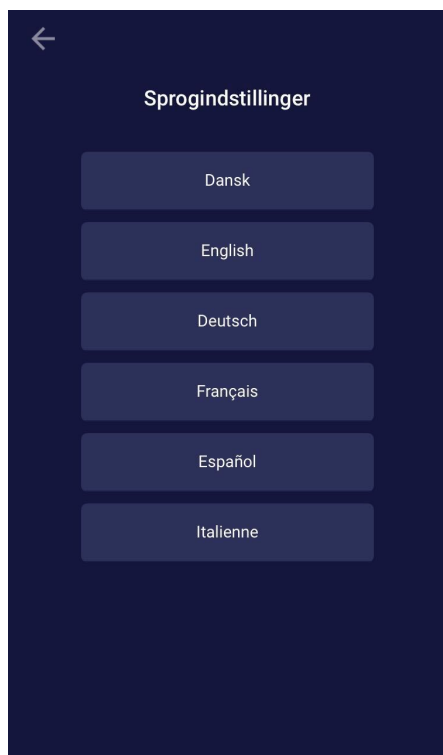 Sprogindstillinger
Dansk
English
Deutsch
Français
Español
Italienne